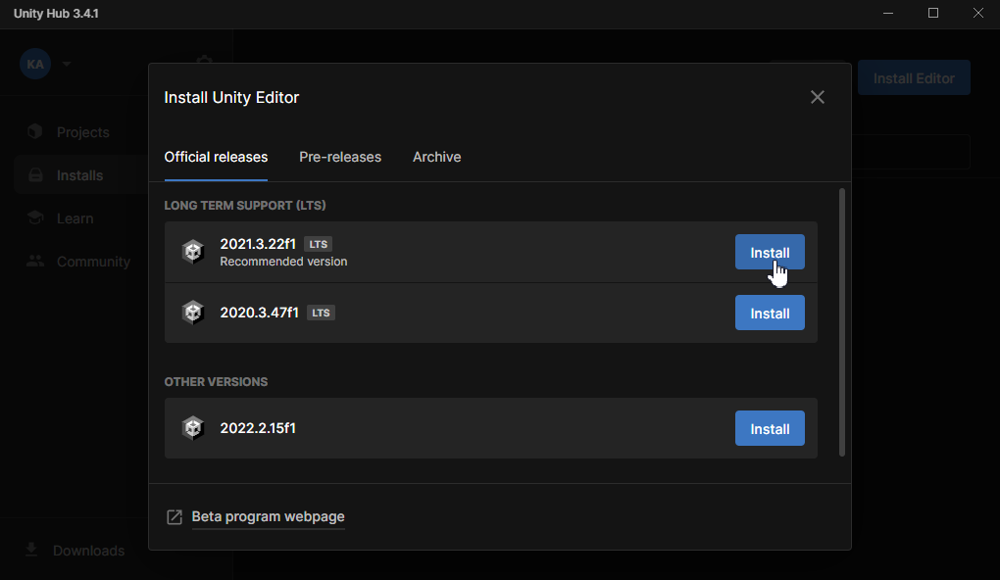 Unity Hub 3.4.1
KA
Install Editor
Projects
Installs
Learn
Community
Downloads
Install Unity Editor
Official releases Pre-releases Archive
LONG TERM SUPPORT (LTS)
2021.3.22f1 LTS
Recommended version
Install
2020.3.47f1 LTS
Install
OTHER VERSIONS
2022.2.15f1
Install
Beta program webpage